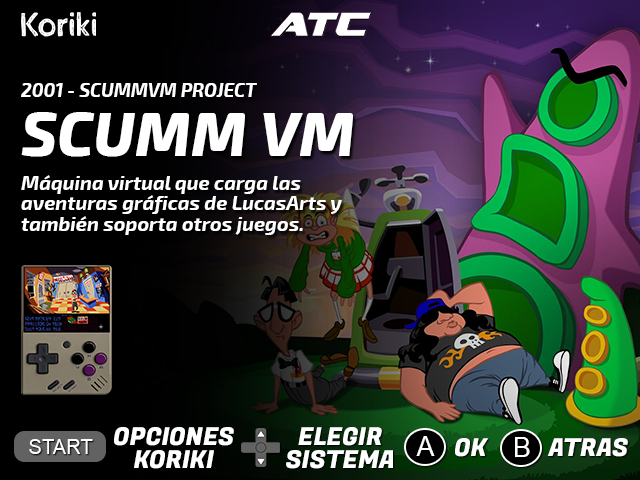 Koriki
ATC
2001 - SCUMMVM PROJECT
SCUMM VM
Máquina virtual que carga las
aventuras gráficas de LucasArts y
también soporta otros juegos.
START
OPCIONES
KORIKI
ELEGIR
SISTEMA
A OK
B ATRAS